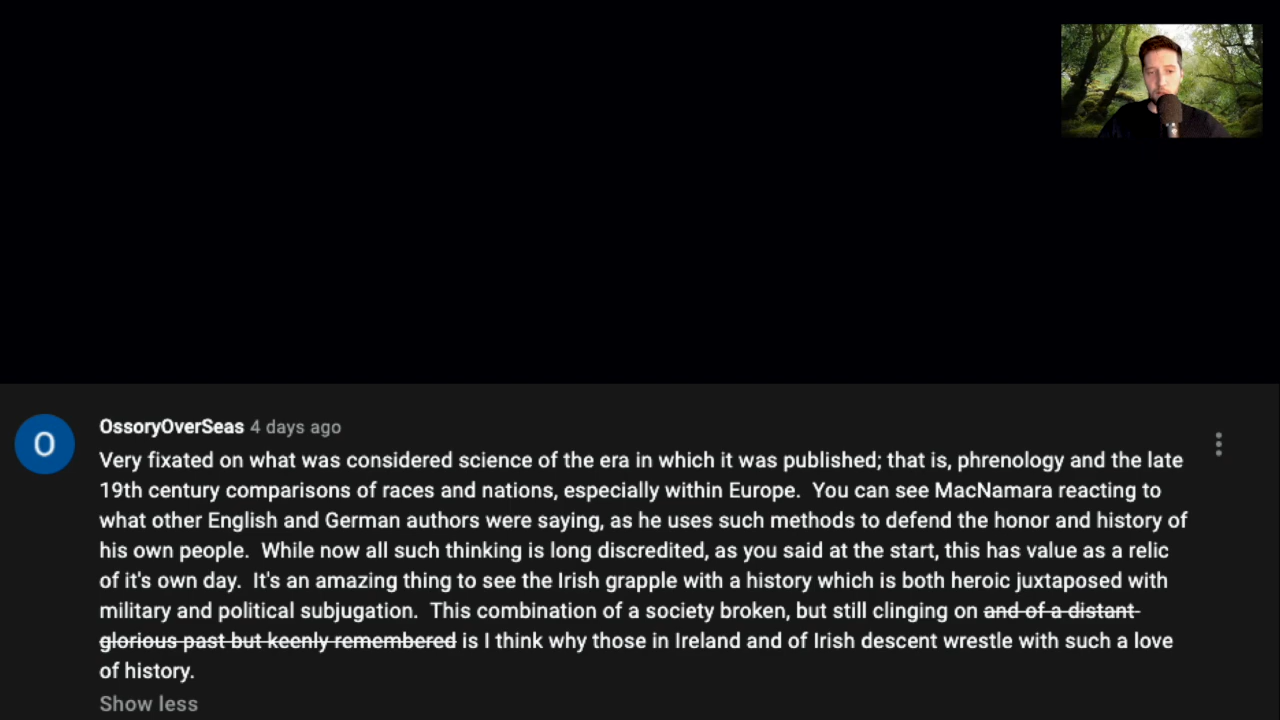 O
OssoryOverSeas 4 days ago
Very fixated on what was considered science of the era in which it was published; that is, phrenology and the late
19th century comparisons of races and nations, especially within Europe.  You can see MacNamara reacting to
what other English and German authors were saying, as he uses such methods to defend the honor and history of
his own people.  While now all such thinking is long discredited, as you said at the start, this has value as a relic
of it's own day.  It's an amazing thing to see the Irish grapple with a history which is both heroic juxtaposed with
military and political subjugation.  This combination of a society broken, but still clinging on and of a distant
glorious past but keenly remembered is I think why those in Ireland and of Irish descent wrestle with such a love
of history.
Show less